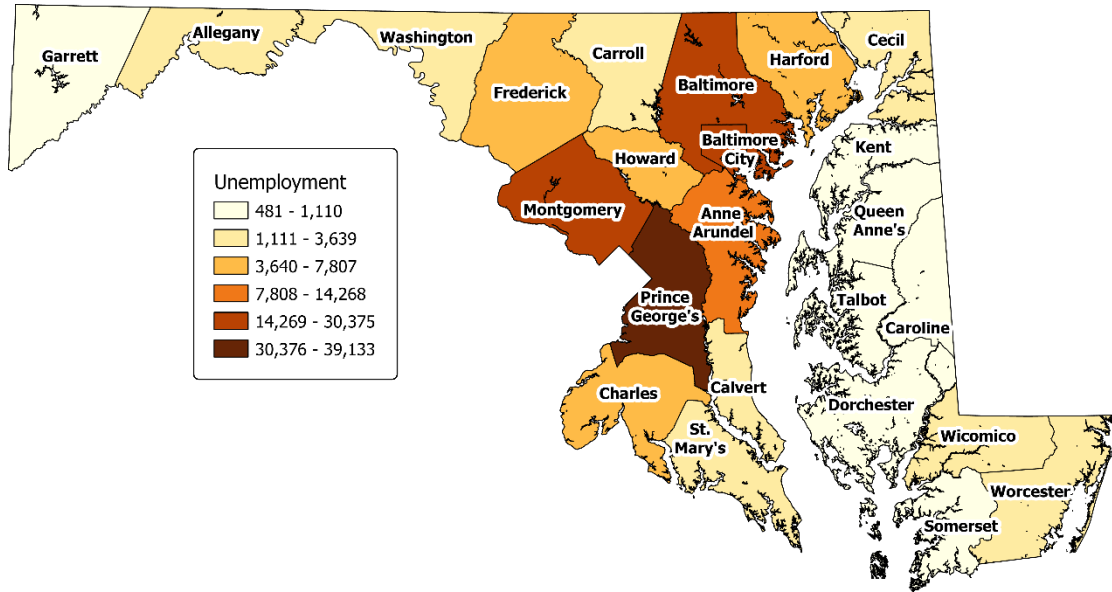 Garrett
Allegany
Washington
Frederick
Carroll
Baltimore
Harford
Cecil
Baltimore
City
Howard
Montgomery
Anne
Arundel
Kent
Queen
Anne's
Talbot
Caroline
Prince
George's
Charles
Calvert
St.
Mary's
Dorchester
Wicomico
Worcester
Somerset
Unemployment
481 - 1,110
1,111 - 3,639
3,640 - 7,807
7,808 - 14,268
14,269 - 30,375
30,376 - 39,133